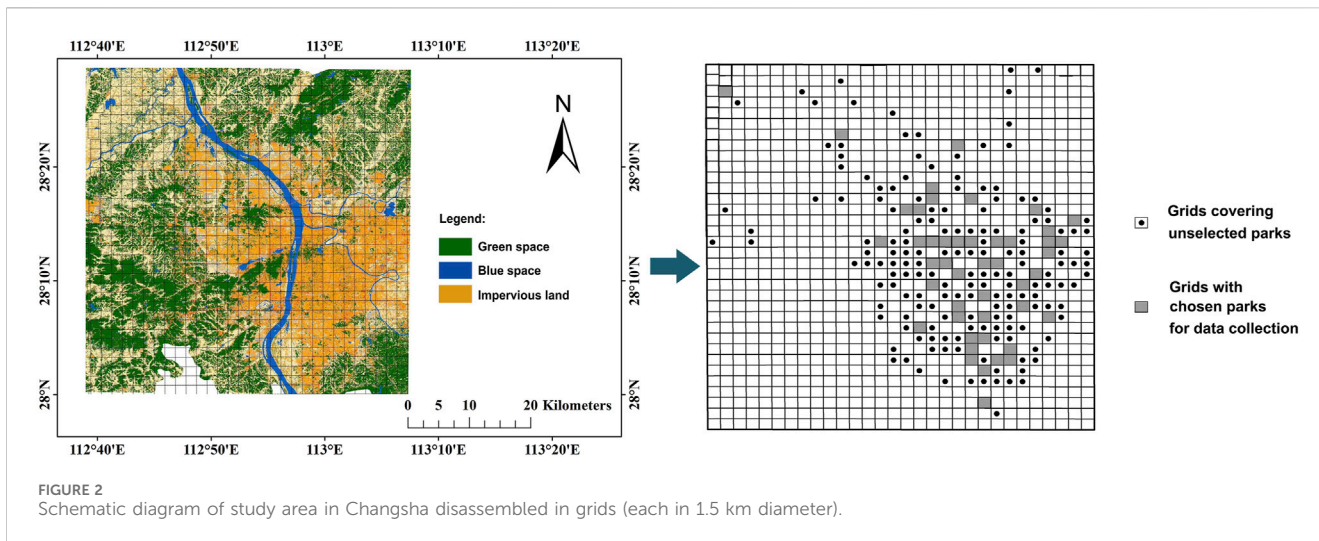 112°40'E 112°50'E 113°E 113°10'E 113°20'E
N
28°20'N
28°20'N
Legend:
Green space
Blue space
Impervious land
28°10'N
28°10'N
28°N
28°N
0 5 10 20 Kilometers
112°40'E 112°50'E 113°E 113°10'E 113°20'E
Grids covering
unselected parks
Grids with
chosen parks
for data collection
FIGURE 2
Schematic diagram of study area in Changsha disassembled in grids (each in 1.5 km diameter).